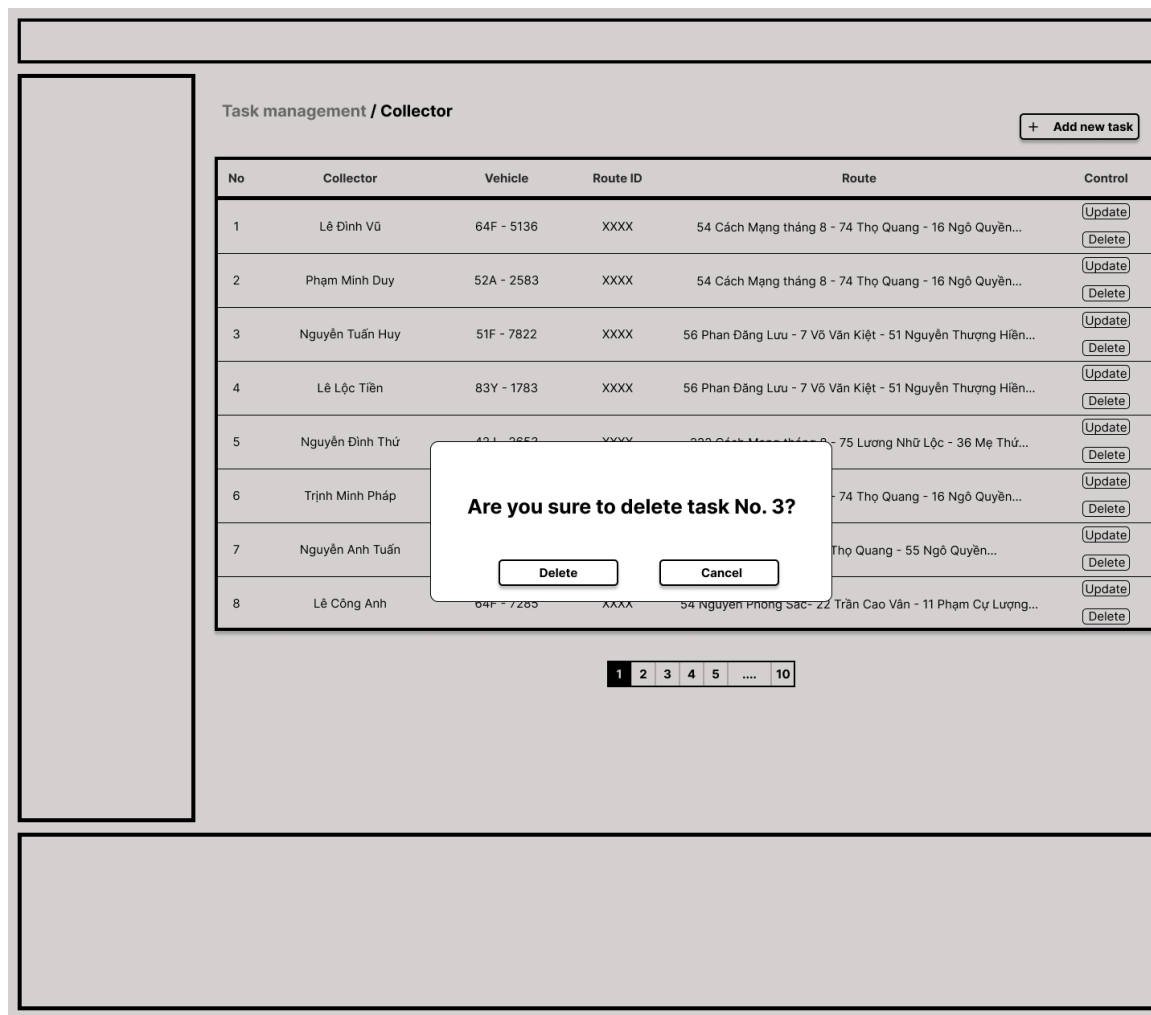 Task management / Collector
+ Add new task
No Collector Vehicle Route ID Route Control
1 Lê Đình Vũ 64F - 5136 XXXX 54 Cách Mạng tháng 8 - 74 Thọ Quang - 16 Ngô Quyền... Update
Delete
2 Phạm Minh Duy 52A - 2583 XXXX 54 Cách Mạng tháng 8 - 74 Thọ Quang - 16 Ngô Quyền... Update
Delete
3 Nguyễn Tuấn Huy 51F - 7822 XXXX 56 Phan Đăng Lưu - 7 Võ Văn Kiệt - 51 Nguyễn Thượng Hiền... Update
Delete
4 Lê Lộc Tiền 83Y - 1783 XXXX 56 Phan Đăng Lưu - 7 Võ Văn Kiệt - 51 Nguyễn Thượng Hiền... Update
Delete
5 Nguyễn Đình Thứ - 75 Lương Nhữ Lộc - 36 Mẹ Thứ... Update
Delete
6 Trịnh Minh Pháp - 74 Thọ Quang - 16 Ngô Quyền... Update
Delete
7 Nguyễn Anh Tuấn Thọ Quang - 55 Ngô Quyền... Update
Delete
8 Lê Công Anh 64F - 7285 XXXX 54 Nguyễn Phong Sắc- 22 Trần Cao Vân - 11 Phạm Cự Lượng... Update
Delete
Are you sure to delete task No. 3?
Delete Cancel
1 2 3 4 5 .... 10